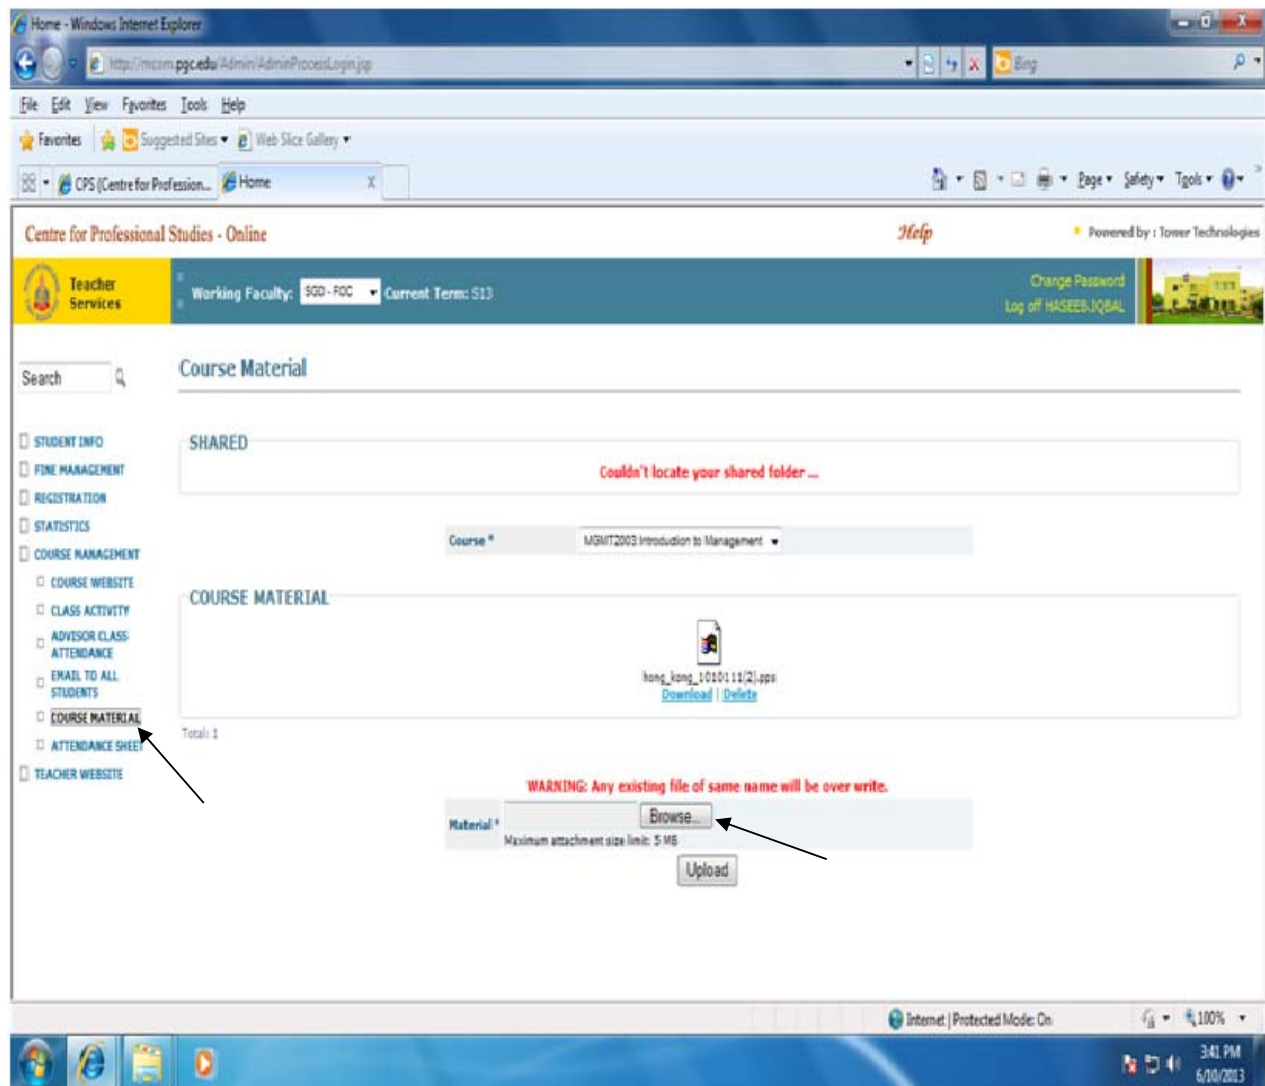 Home - Windows Internet Explorer
http://mcom.pgc.edu/Admin/AdminProcessLogin.jsp
Bing
File Edit View Favorites Tools Help
Favorites Suggested Sites Web Slice Gallery
CPS (Centre for Profession... Home X Page Safety Tools
Centre for Professional Studies - Online Help Powered by : Tower Technologies
Teacher Services
Working Faculty: SGD - FOC Current Term: S13
Change Password
Log off HASEEB.IQBAL
Search
Course Material
STUDENT INFO
FINE MANAGEMENT
REGISTRATION
STATISTICS
COURSE MANAGEMENT
COURSE WEBSITE
CLASS ACTIVITY
ADVISOR CLASS
ATTENDANCE
EMAIL TO ALL
STUDENTS
COURSE MATERIAL
ATTENDANCE SHEET
TEACHER WEBSITE
SHARED
Couldn't locate your shared folder ...
Course * MGMT2003:Introduction to Management
COURSE MATERIAL
hong_kong_1010111(2).pps
Download | Delete
Total: 1
WARNING: Any existing file of same name will be over write.
Material * Browse...
Maximum attachment size limit: 5 MB
Upload
Internet | Protected Mode: On 100%
3:41 PM
6/10/2013